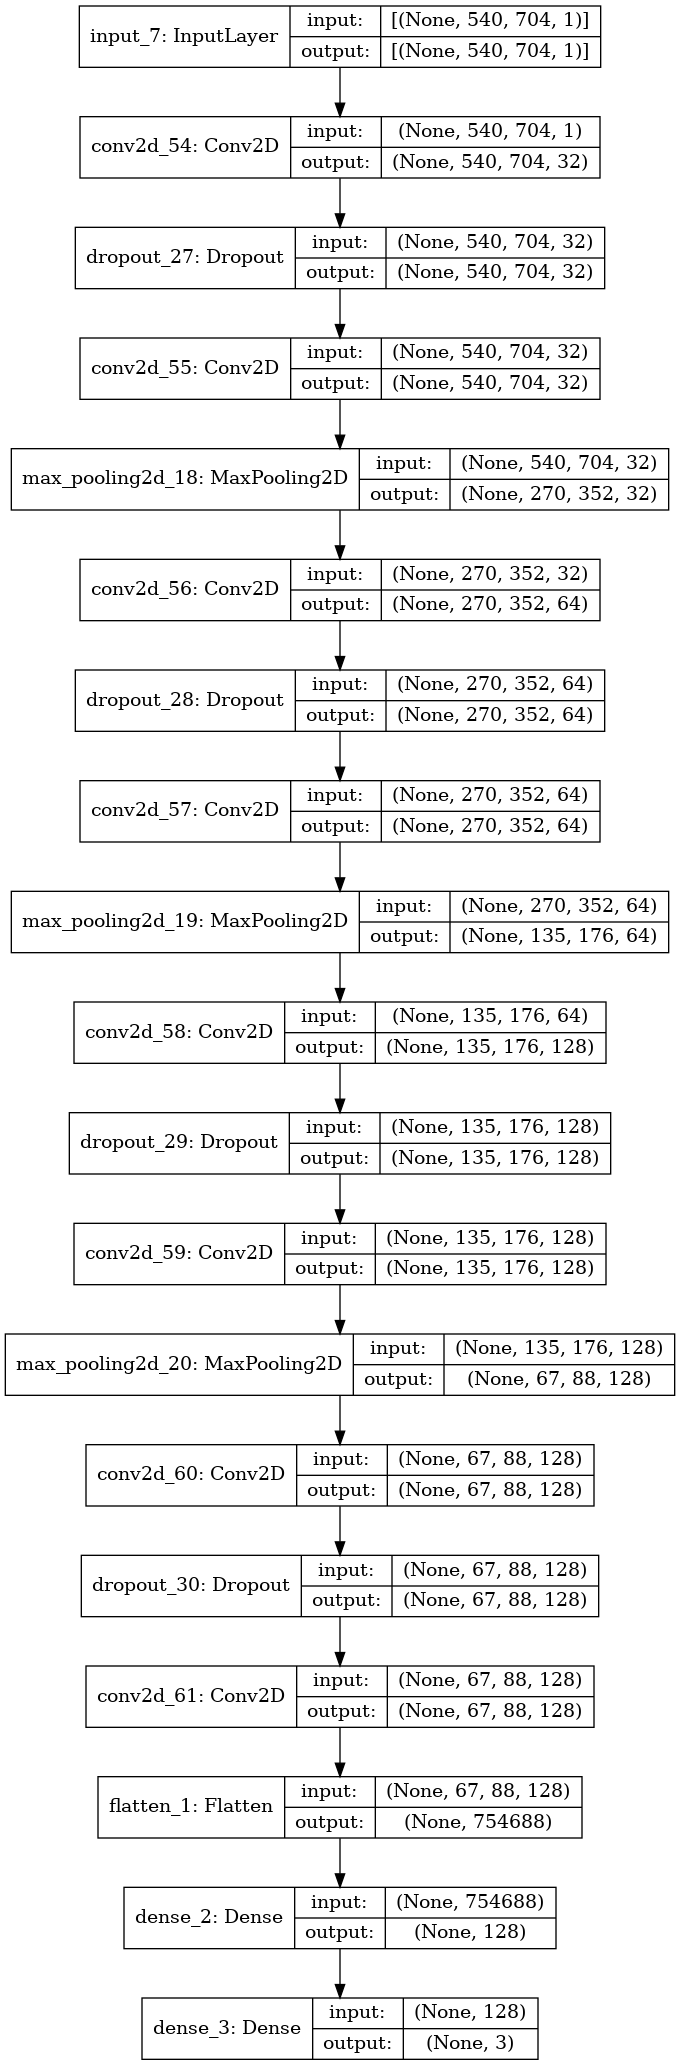 input_7: InputLayer
input:
[(None, 540, 704, 1)]
output:
[(None, 540, 704, 1)]
conv2d_54: Conv2D
input:
(None, 540, 704, 1)
output:
(None, 540, 704, 32)
dropout_27: Dropout
input:
(None, 540, 704, 32)
output:
(None, 540, 704, 32)
conv2d_55: Conv2D
input:
(None, 540, 704, 32)
output:
(None, 540, 704, 32)
max_pooling2d_18: MaxPooling2D
input:
(None, 540, 704, 32)
output:
(None, 270, 352, 32)
conv2d_56: Conv2D
input:
(None, 270, 352, 32)
output:
(None, 270, 352, 64)
dropout_28: Dropout
input:
(None, 270, 352, 64)
output:
(None, 270, 352, 64)
conv2d_57: Conv2D
input:
(None, 270, 352, 64)
output:
(None, 270, 352, 64)
max_pooling2d_19: MaxPooling2D
input:
(None, 270, 352, 64)
output:
(None, 135, 176, 64)
conv2d_58: Conv2D
input:
(None, 135, 176, 64)
output:
(None, 135, 176, 128)
dropout_29: Dropout
input:
(None, 135, 176, 128)
output:
(None, 135, 176, 128)
conv2d_59: Conv2D
input:
(None, 135, 176, 128)
output:
(None, 135, 176, 128)
max_pooling2d_20: MaxPooling2D
input:
(None, 135, 176, 128)
output:
(None, 67, 88, 128)
conv2d_60: Conv2D
input:
(None, 67, 88, 128)
output:
(None, 67, 88, 128)
dropout_30: Dropout
input:
(None, 67, 88, 128)
output:
(None, 67, 88, 128)
conv2d_61: Conv2D
input:
(None, 67, 88, 128)
output:
(None, 67, 88, 128)
flatten_1: Flatten
input:
(None, 67, 88, 128)
output:
(None, 754688)
dense_2: Dense
input:
(None, 754688)
output:
(None, 128)
dense_3: Dense
input:
(None, 128)
output:
(None, 3)